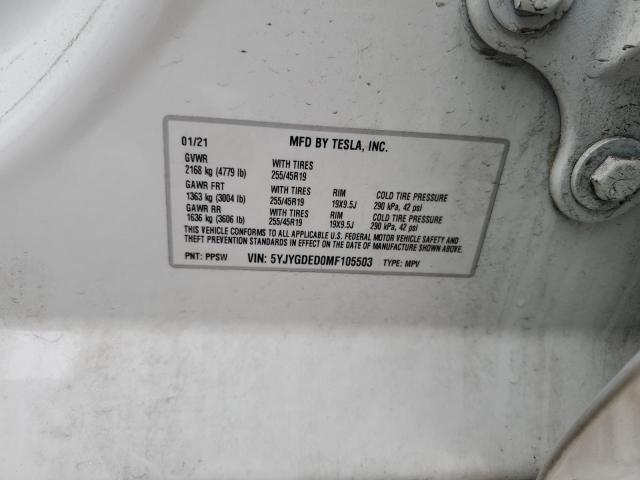 01/21 MFD BY TESLA, INC.
GVWR WITH TIRES
2168 kg (4779 lb) 255/45R19
GAWR FRT WITH TIRES RIM COLD TIRE PRESSURE
1363 kg (3004 lb) 255/45R19 19X9.5J 290 kPa, 42 psi
GAWR RR WITH TIRES RIM COLD TIRE PRESSURE
1636 kg (3606 lb) 255/45R19 19X9.5J 290 kPa, 42 psi
THIS VEHICLE CONFORMS TO ALL APPLICABLE U.S. FEDERAL MOTOR VEHICLE SAFETY AND
THEFT PREVENTION STANDARDS IN EFFECT ON THE DATE OF MANUFACTURE SHOWN ABOVE.
PNT: PPSW VIN: 5YJYGDED0MF105503 TYPE: MPV